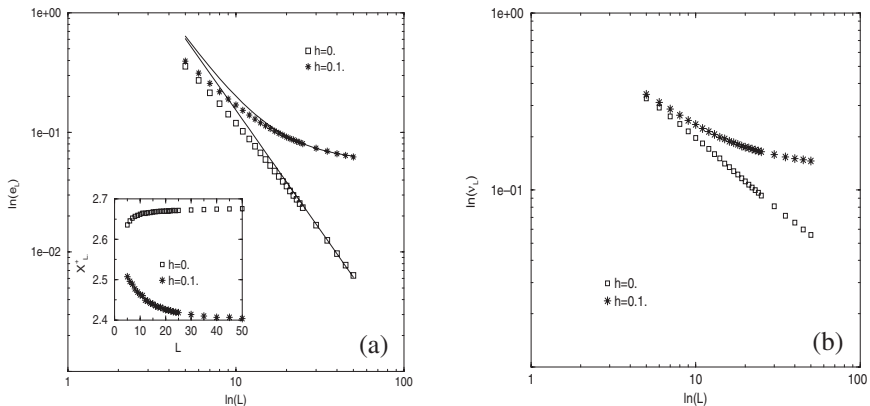 1e+00
1e−01
1e−02
ln(e_L)
h=0.
h=0.1.
2.7
2.6
2.5
2.4
X⁺_L
h=0.
h=0.1.
0 10 20 30 40 50
L
(a)
1 10 100
ln(L)
1e+00
1e−01
ln(ν_L)
h=0.
h=0.1.
(b)
1 10 100
ln(L)